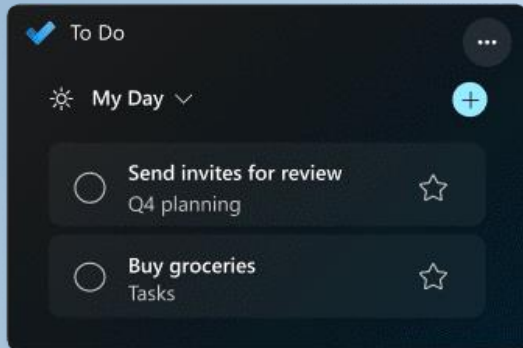 To Do
My Day
Send invites for review
Q4 planning
Buy groceries
Tasks